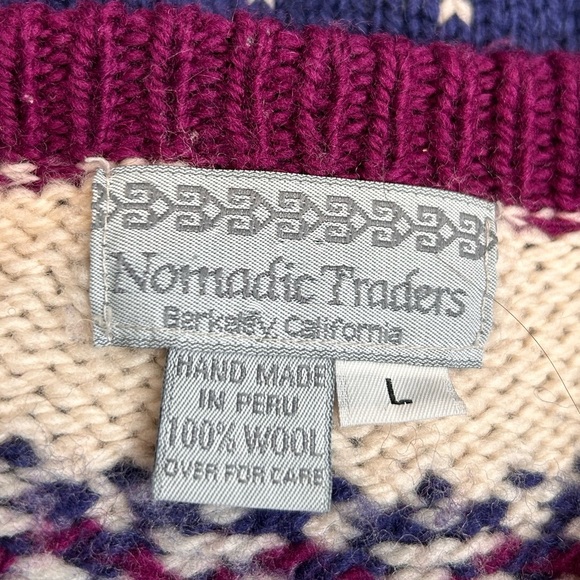 Nomadic Traders
Berkeley, California
HAND MADE
IN PERU
100% WOOL
OVER FOR CARE
L